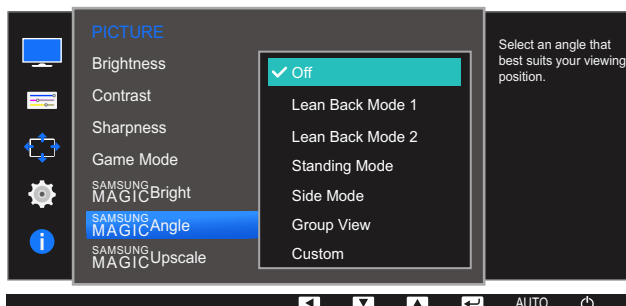 PICTURE
Brightness
Contrast
Sharpness
Game Mode
SAMSUNG
MAGICBright
SAMSUNG
MAGICAngle
SAMSUNG
MAGICUpscale
Off
Lean Back Mode 1
Lean Back Mode 2
Standing Mode
Side Mode
Group View
Custom
Select an angle that
best suits your viewing
position.
i
AUTO